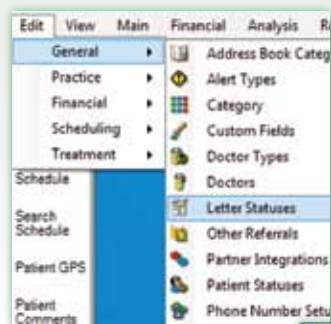 Edit View Main Financial Analysis
General
Practice
Financial
Scheduling
Treatment
Schedule
Search
Schedule
Patient GPS
Patient
Comments
Address Book Categ
Alert Types
Category
Custom Fields
Doctor Types
Doctors
Letter Statuses
Other Referrals
Partner Integrations
Patient Statuses
Phone Number Setu